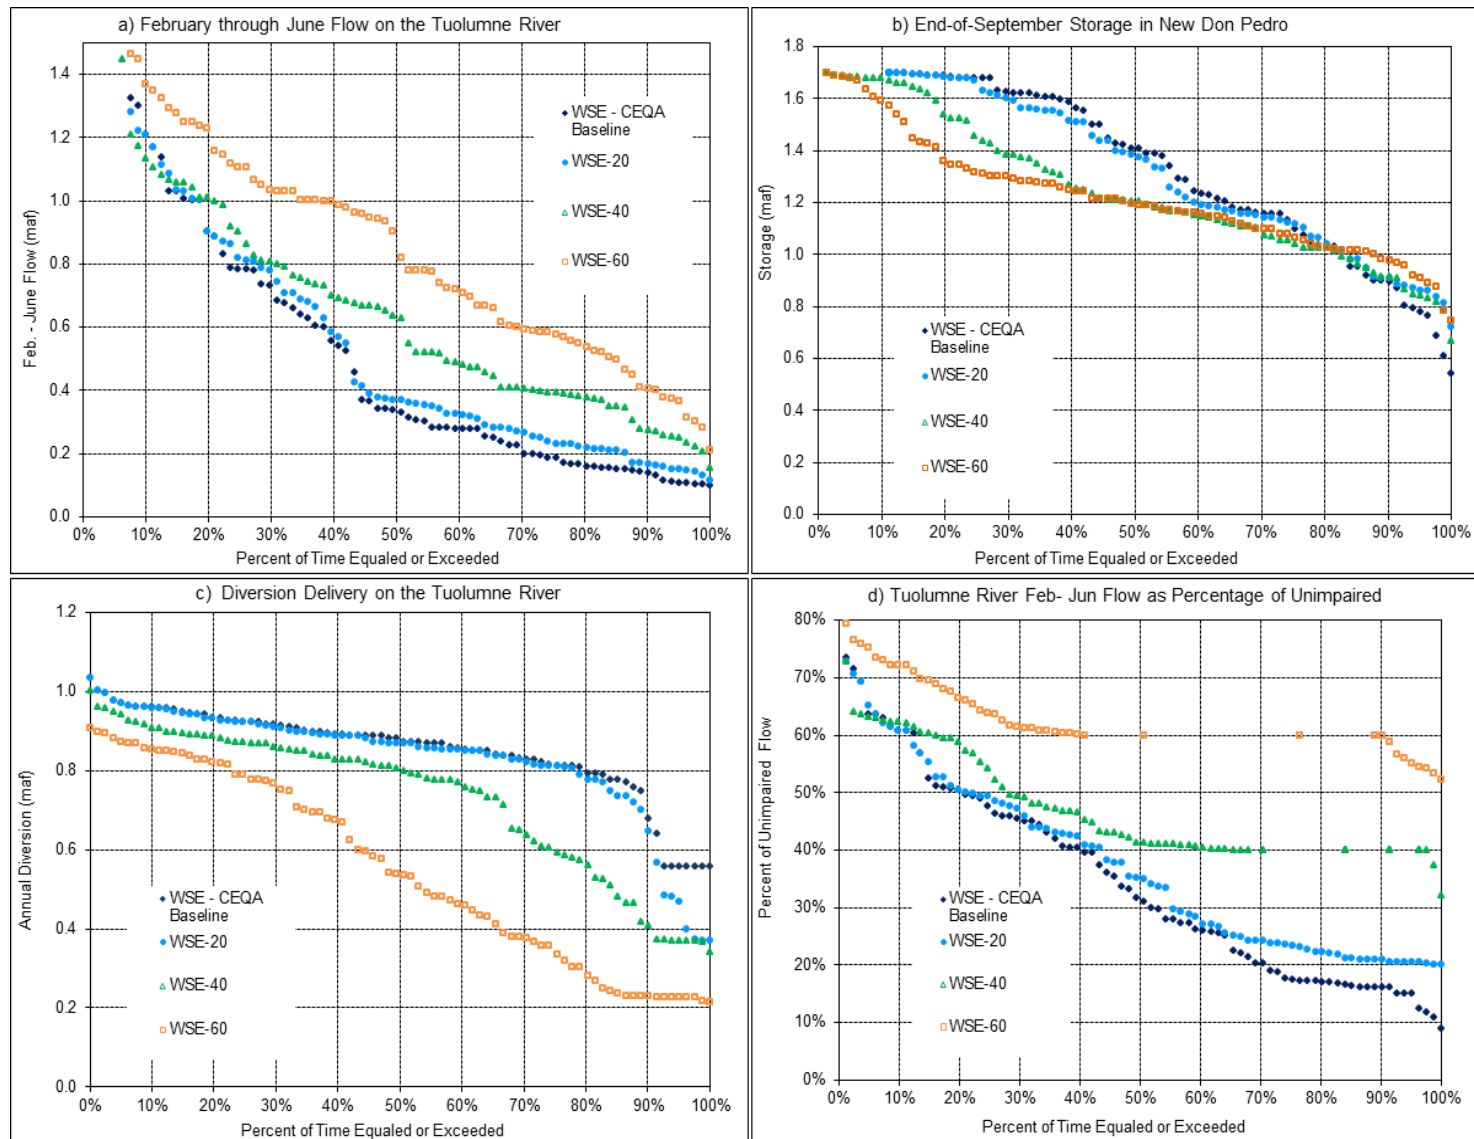 a) February through June Flow on the Tuolumne River
1.4
1.2
1.0
0.8
0.6
0.4
0.2
0.0
Feb. - June Flow (maf)
WSE - CEQA
Baseline
WSE-20
WSE-40
WSE-60
0% 10% 20% 30% 40% 50% 60% 70% 80% 90% 100%
Percent of Time Equaled or Exceeded
b) End-of-September Storage in New Don Pedro
1.8
1.6
1.4
1.2
1.0
0.8
0.6
0.4
0.2
0.0
Storage (maf)
WSE - CEQA
Baseline
WSE-20
WSE-40
WSE-60
0% 10% 20% 30% 40% 50% 60% 70% 80% 90% 100%
Percent of Time Equaled or Exceeded
c) Diversion Delivery on the Tuolumne River
1.2
1.0
0.8
0.6
0.4
0.2
0.0
Annual Diversion (maf)
WSE - CEQA
Baseline
WSE-20
WSE-40
WSE-60
0% 10% 20% 30% 40% 50% 60% 70% 80% 90% 100%
Percent of Time Equaled or Exceeded
d) Tuolumne River Feb- Jun Flow as Percentage of Unimpaired
80%
70%
60%
50%
40%
30%
20%
10%
0%
Percent of Unimpaired Flow
WSE - CEQA
Baseline
WSE-20
WSE-40
WSE-60
0% 10% 20% 30% 40% 50% 60% 70% 80% 90% 100%
Percent of Time Equaled or Exceeded